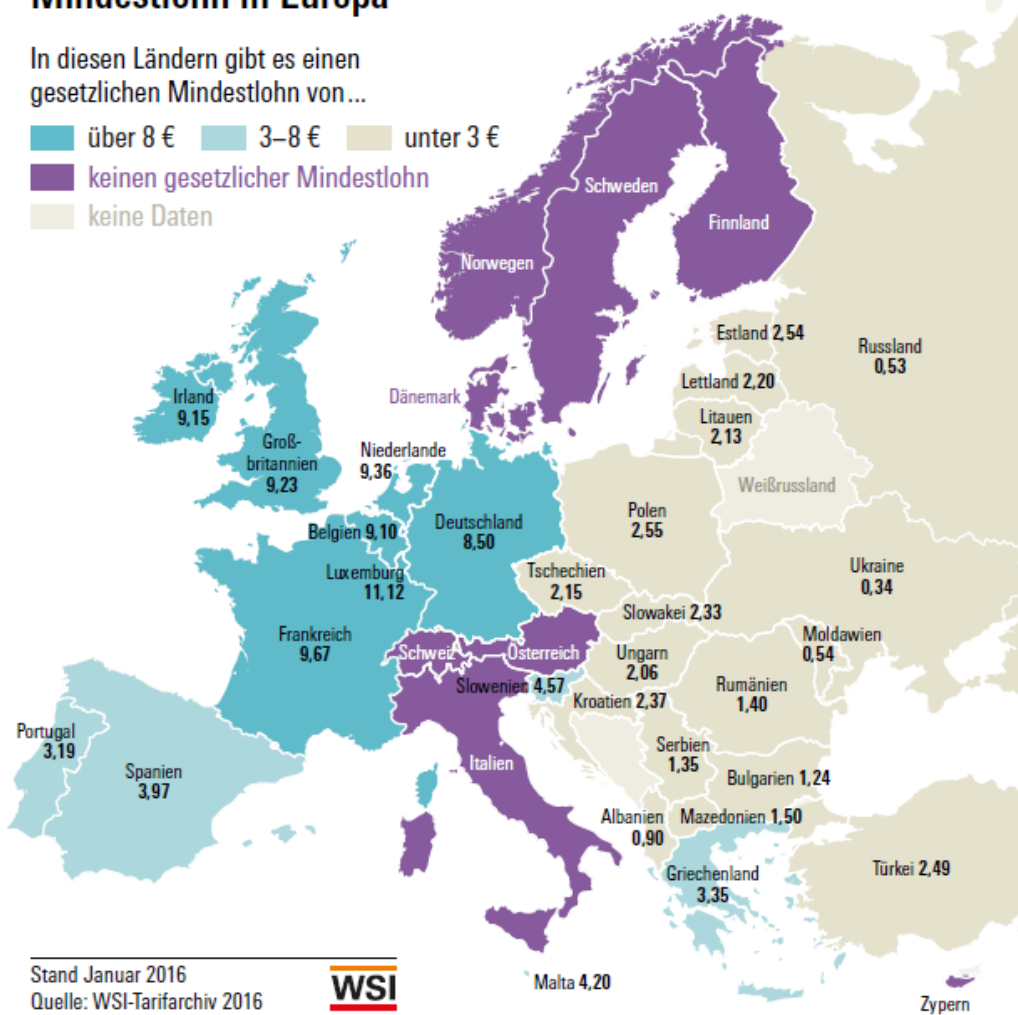 Mindestlohn in Europa
In diesen Ländern gibt es einen
gesetzlichen Mindestlohn von...
über 8 € 3–8 € unter 3 €
keinen gesetzlicher Mindestlohn
keine Daten
Schweden
Finnland
Norwegen
Estland 2,54
Russland
0,53
Lettland 2,20
Dänemark
Irland
9,15
Litauen
2,13
Groß-
britannien
9,23
Niederlande
9,36
Weißrussland
Polen
2,55
Deutschland
8,50
Belgien 9,10
Ukraine
0,34
Luxemburg
11,12
Tschechien
2,15
Slowakei 2,33
Frankreich
9,67
Moldawien
0,54
Schweiz
Österreich
Ungarn
2,06
Slowenien 4,57
Rumänien
1,40
Kroatien 2,37
Portugal
3,19
Spanien
3,97
Italien
Serbien
1,35
Bulgarien 1,24
Albanien
0,90
Mazedonien 1,50
Griechenland
3,35
Türkei 2,49
Malta 4,20
Zypern
Stand Januar 2016
Quelle: WSI-Tarifarchiv 2016
WSI